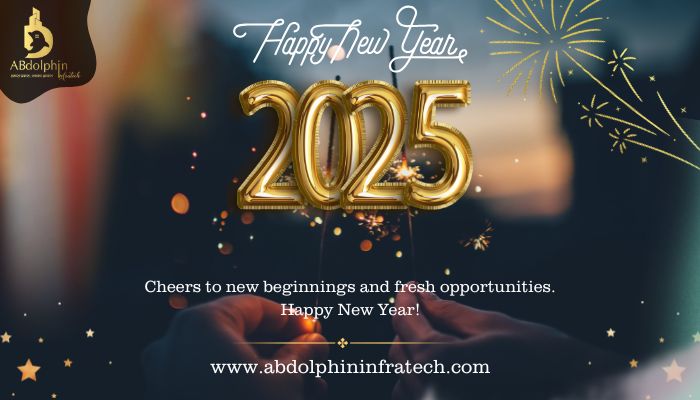 ABdolphin
Infratech
Happy New Year
2025
Cheers to new beginnings and fresh opportunities.
Happy New Year!
www.abdolphininfratech.com